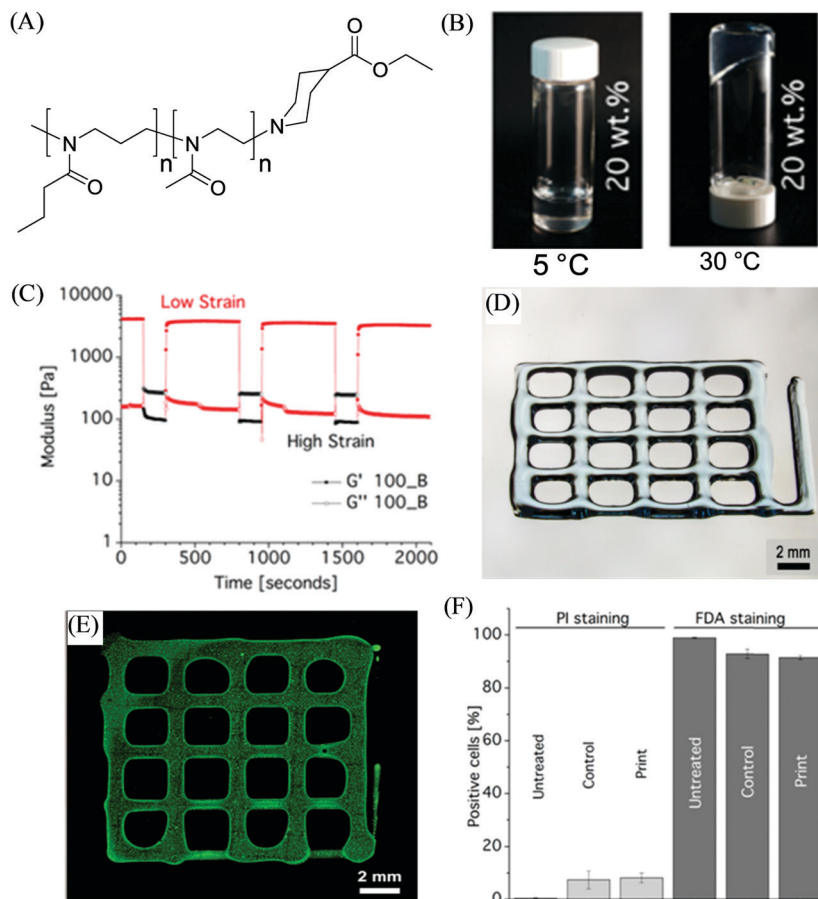 (A)
O
O
N
N
N
n
n
O
O
(B)
20 wt.%
20 wt.%
5 °C
30 °C
(C)
10000
1000
100
10
1
Modulus [Pa]
Low Strain
High Strain
G' 100_B
G'' 100_B
0
500
1000
1500
2000
Time [seconds]
(D)
2 mm
(E)
2 mm
(F)
PI staining
FDA staining
100
80
60
40
20
0
Positive cells [%]
Untreated
Control
Print
Untreated
Control
Print